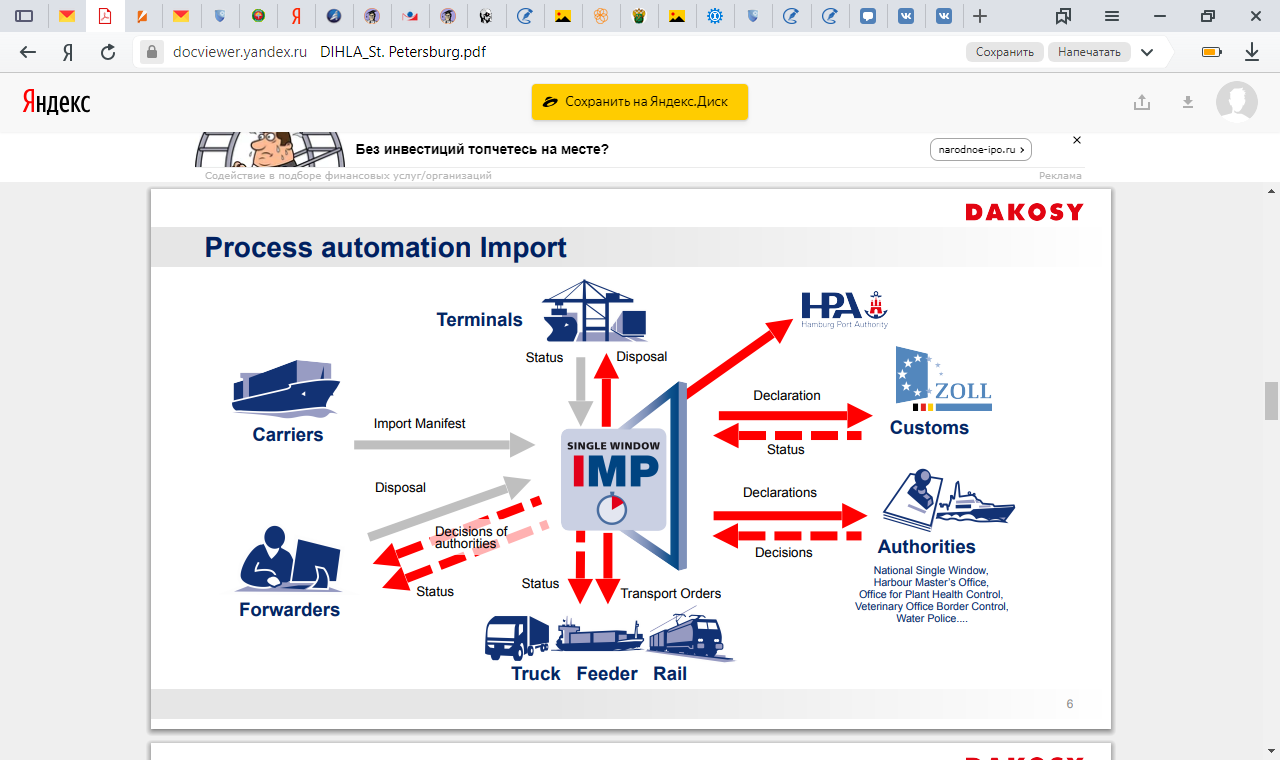 docviewer.yandex.ru DIHLA_St. Petersburg.pdf
Сохранить
Напечатать
Яндекс
Сохранить на Яндекс.Диск
Без инвестиций топчетесь на месте?
narodnoe-ipo.ru ›
Содействие в подборе финансовых услуг/организаций
Реклама
DAKOSY
Process automation Import
Terminals
HPA
Hamburg Port Authority
Status
Disposal
ZOLL
Customs
Declaration
Status
Carriers
Import Manifest
SINGLE WINDOW
IMP
Disposal
Decisions of
authorities
Status
Forwarders
Declarations
Decisions
Authorities
National Single Window,
Harbour Master's Office,
Office for Plant Health Control,
Veterinary Office Border Control,
Water Police....
Status
Transport Orders
Truck Feeder Rail
6